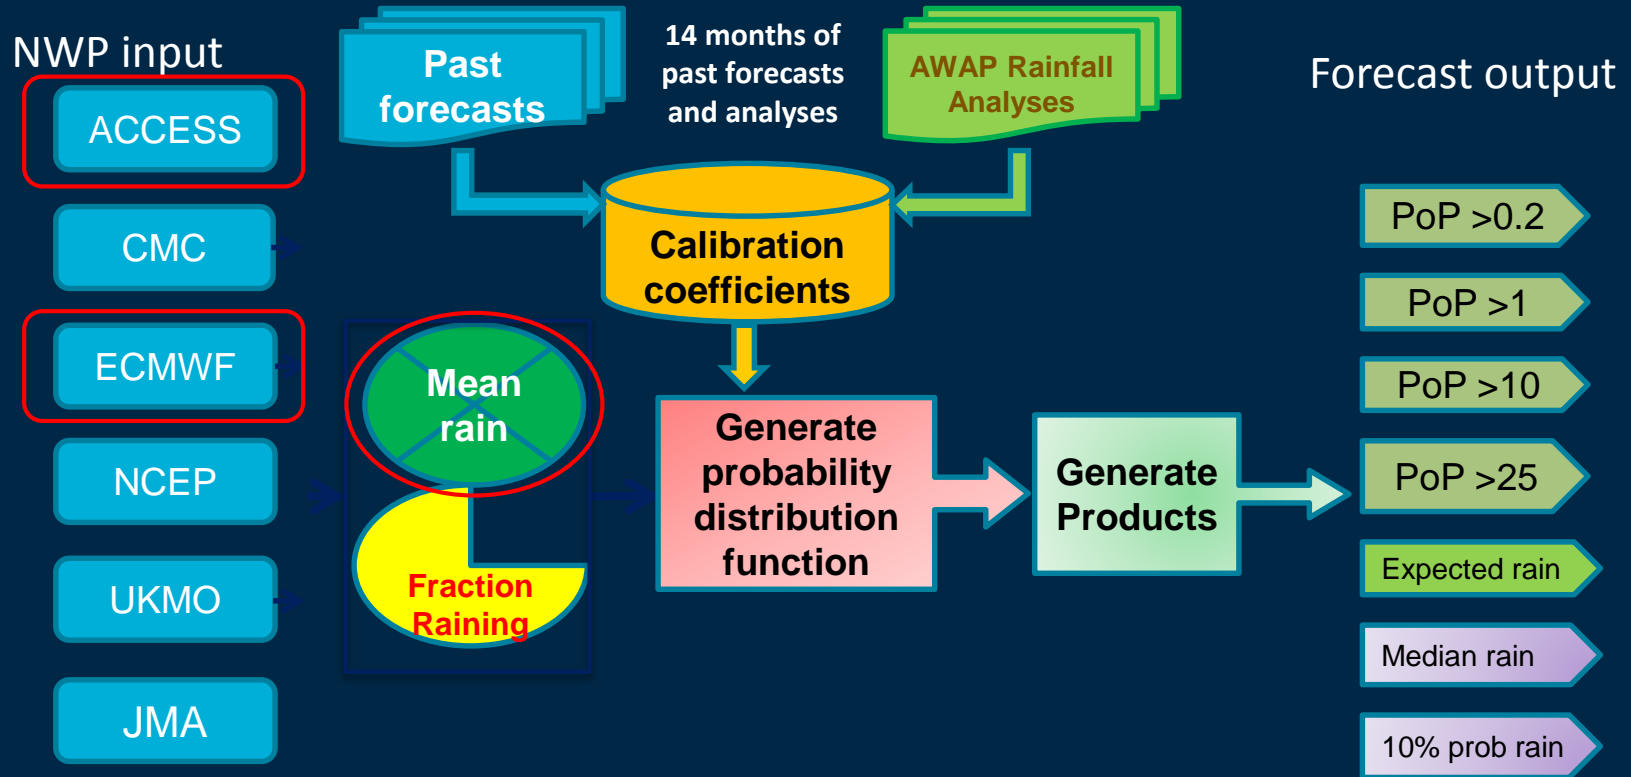 NWP input
ACCESS
CMC
ECMWF
NCEP
UKMO
JMA
Past
forecasts
14 months of
past forecasts
and analyses
AWAP Rainfall
Analyses
Calibration
coefficients
Mean
rain
Fraction
Raining
Generate
probability
distribution
function
Generate
Products
Forecast output
PoP >0.2
PoP >1
PoP >10
PoP >25
Expected rain
Median rain
10% prob rain